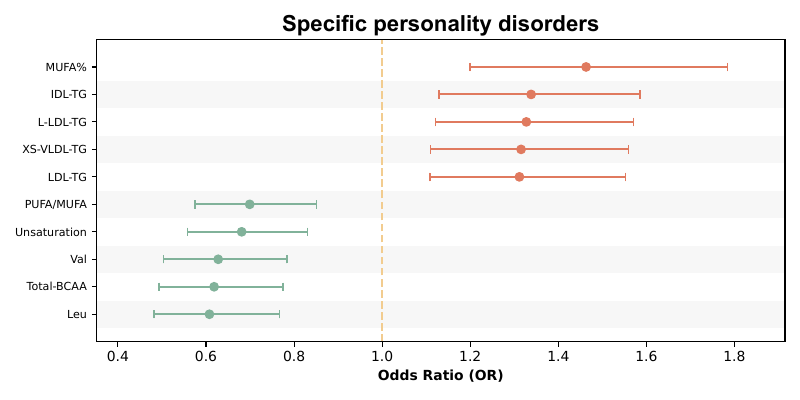 Specific personality disorders
MUFA%
IDL-TG
L-LDL-TG
XS-VLDL-TG
LDL-TG
PUFA/MUFA
Unsaturation
Val
Total-BCAA
Leu
0.4 0.6 0.8 1.0 1.2 1.4 1.6 1.8
Odds Ratio (OR)